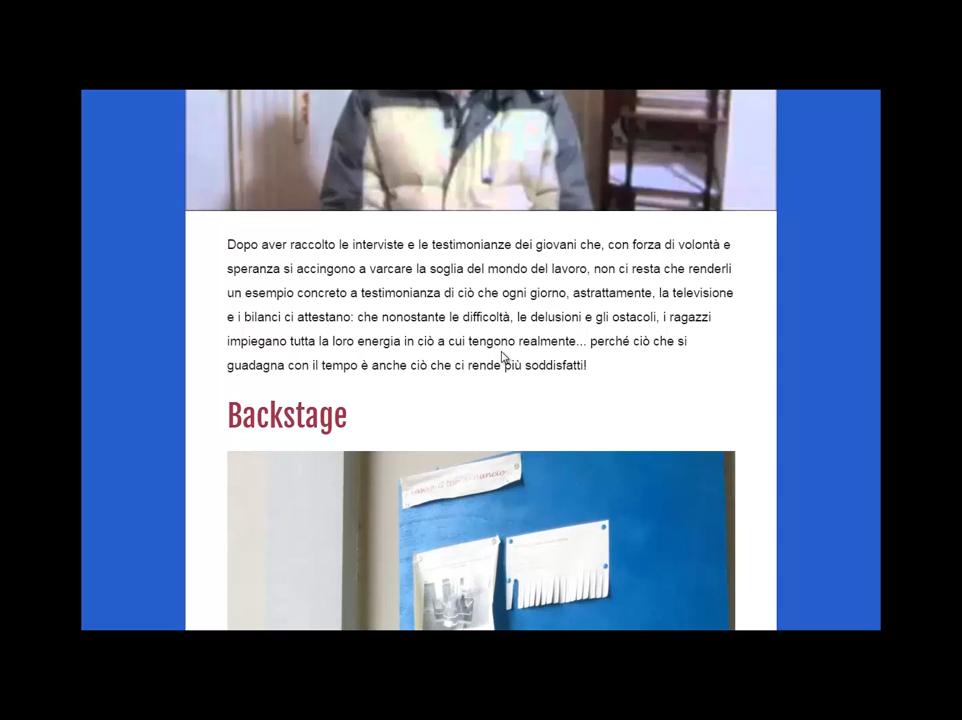 Dopo aver raccolto le interviste e le testimonianze dei giovani che, con forza di volontà e
speranza si accingono a varcare la soglia del mondo del lavoro, non ci resta che renderli
un esempio concreto a testimonianza di ciò che ogni giorno, astrattamente, la televisione
e i bilanci ci attestano: che nonostante le difficoltà, le delusioni e gli ostacoli, i ragazzi
impiegano tutta la loro energia in ciò a cui tengono realmente... perché ciò che si
guadagna con il tempo è anche ciò che ci rende più soddisfatti!
Backstage